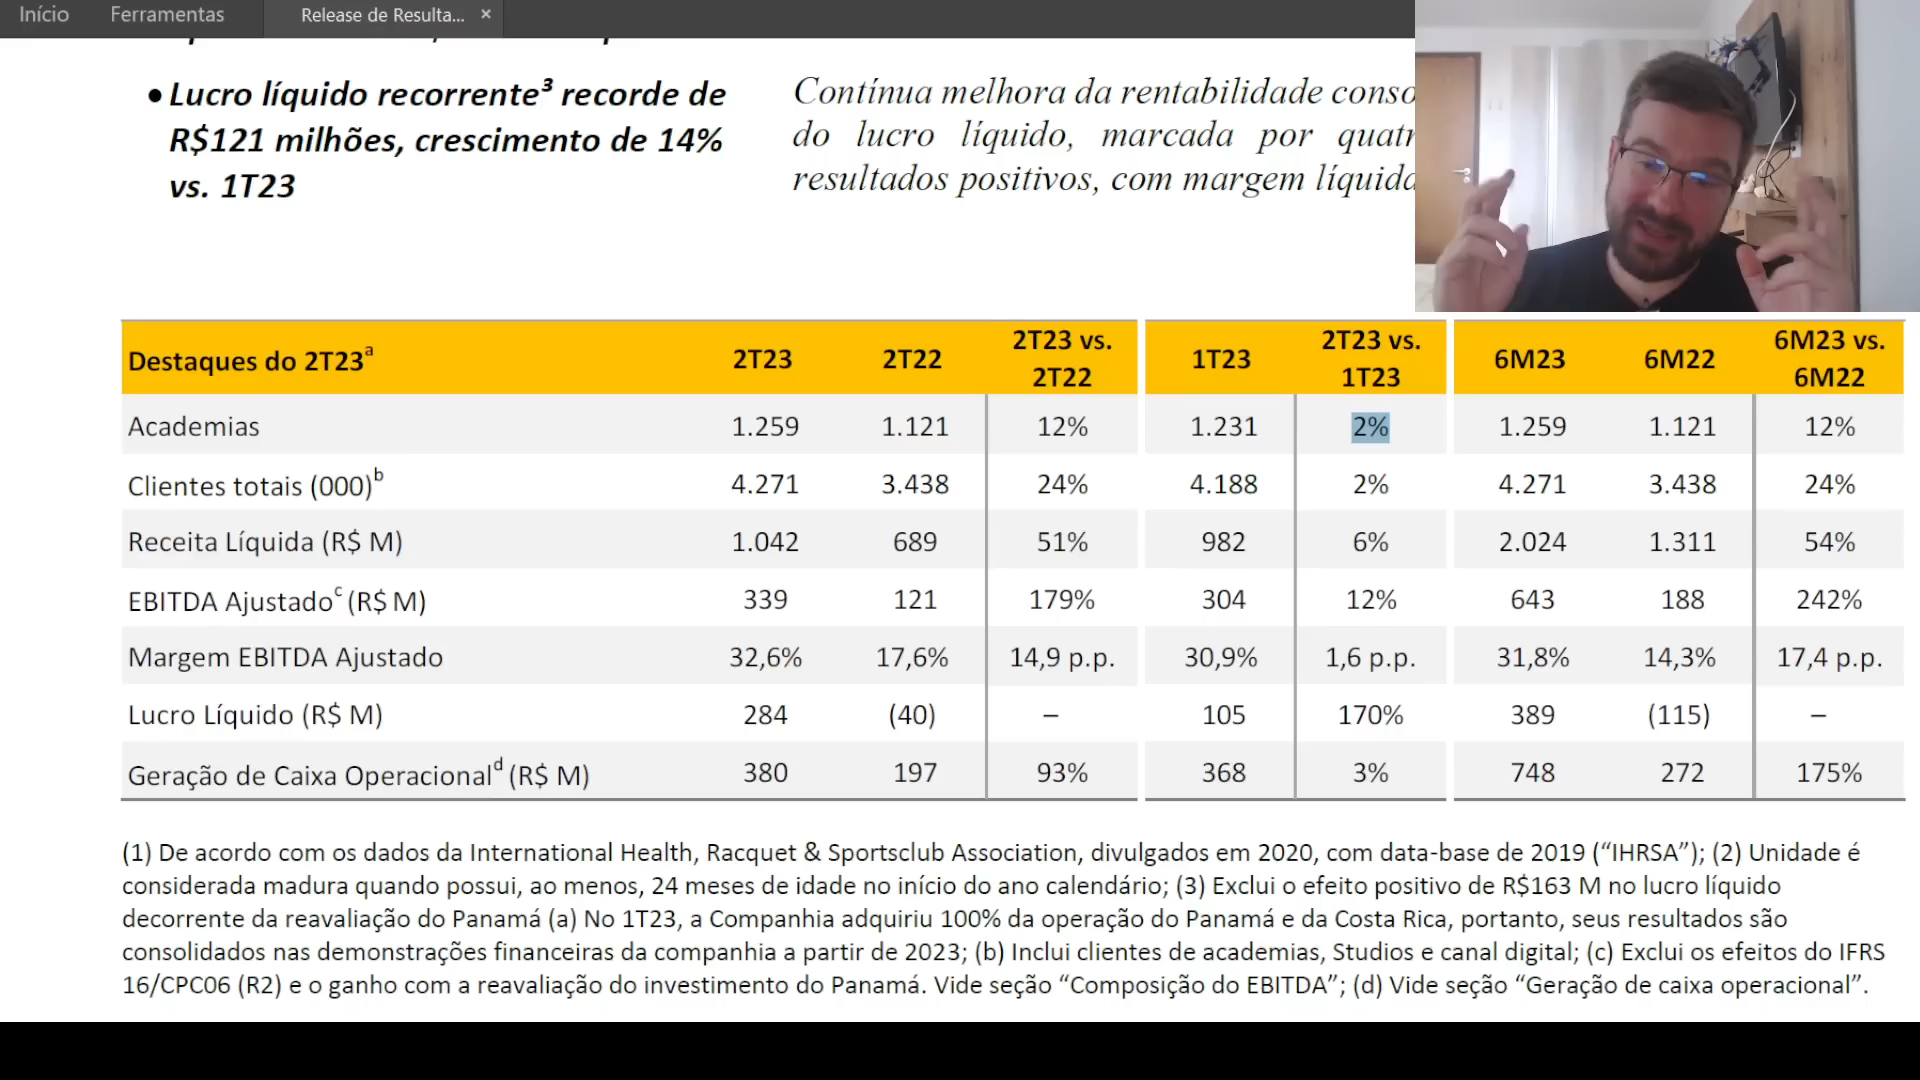 Início Ferramentas Release de Resulta... ×
• Lucro líquido recorrente³ recorde de
R$121 milhões, crescimento de 14%
vs. 1T23
Contínua melhora da rentabilidade
do lucro líquido, marcada por
resultados positivos, com margem
Destaques do 2T23ª 2T23 2T22 2T23 vs. 2T22 1T23 2T23 vs. 1T23 6M23 6M22 6M23 vs. 6M22
Academias 1.259 1.121 12% 1.231 2% 1.259 1.121 12%
Clientes totais (000)ᵇ 4.271 3.438 24% 4.188 2% 4.271 3.438 24%
Receita Líquida (R$ M) 1.042 689 51% 982 6% 2.024 1.311 54%
EBITDA Ajustadoᶜ (R$ M) 339 121 179% 304 12% 643 188 242%
Margem EBITDA Ajustado 32,6% 17,6% 14,9 p.p. 30,9% 1,6 p.p. 31,8% 14,3% 17,4 p.p.
Lucro Líquido (R$ M) 284 (40) – 105 170% 389 (115) –
Geração de Caixa Operacionalᵈ (R$ M) 380 197 93% 368 3% 748 272 175%
(1) De acordo com os dados da International Health, Racquet & Sportsclub Association, divulgados em 2020, com data-base de 2019 (“IHRSA”); (2) Unidade é
considerada madura quando possui, ao menos, 24 meses de idade no início do ano calendário; (3) Exclui o efeito positivo de R$163 M no lucro líquido
decorrente da reavaliação do Panamá (a) No 1T23, a Companhia adquiriu 100% da operação do Panamá e da Costa Rica, portanto, seus resultados são
consolidados nas demonstrações financeiras da companhia a partir de 2023; (b) Inclui clientes de academias, Studios e canal digital; (c) Exclui os efeitos do IFRS
16/CPC06 (R2) e o ganho com a reavaliação do investimento do Panamá. Vide seção “Composição do EBITDA”; (d) Vide seção “Geração de caixa operacional”.